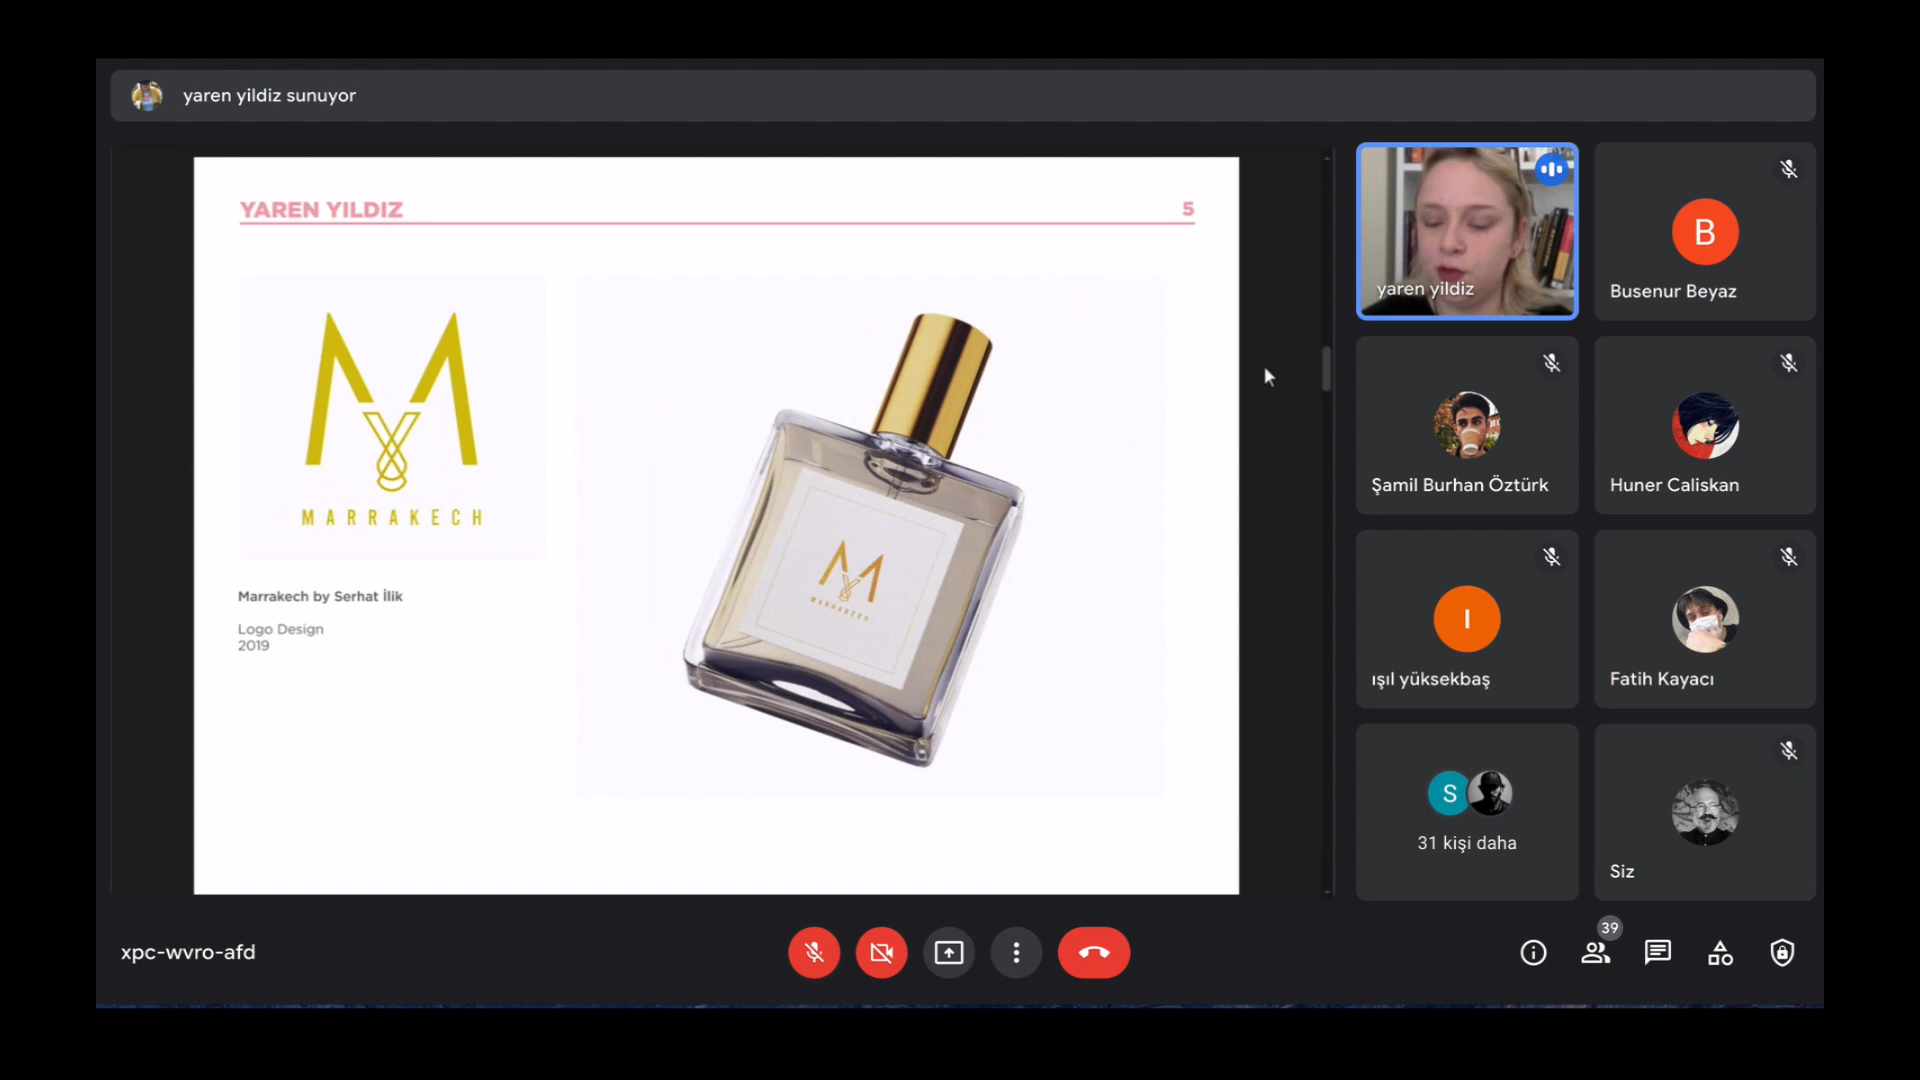 yaren yildiz sunuyor
YAREN YILDIZ
5
MARRAKECH
Marrakech by Serhat İlik
Logo Design
2019
M
MARRAKECH
yaren yildiz
B
Busenur Beyaz
Şamil Burhan Öztürk
Huner Caliskan
I
ışıl yüksekbaş
Fatih Kayacı
S
31 kişi daha
Siz
xpc-wvro-afd
39